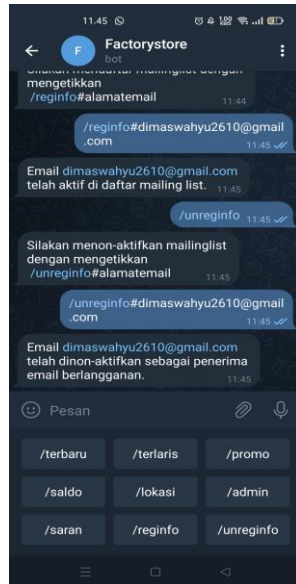 11.45
Factorystore
F
bot
Silakan mendaftar mailinglist dengan
mengetikkan
/reginfo#alamatemail 11:44
/reginfo#dimaswahyu2610@gmail
.com 11:45
Email dimaswahyu2610@gmail.com
telah aktif di daftar mailing list. 11:45
/unreginfo 11:45
Silakan menon-aktifkan mailinglist
dengan mengetikkan
/unreginfo#alamatemail 11:45
/unreginfo#dimaswahyu2610@gmail
.com 11:45
Email dimaswahyu2610@gmail.com
telah dinon-aktifkan sebagai penerima
email berlangganan. 11:45
Pesan
/terbaru /terlaris /promo
/saldo /lokasi /admin
/saran /reginfo /unreginfo